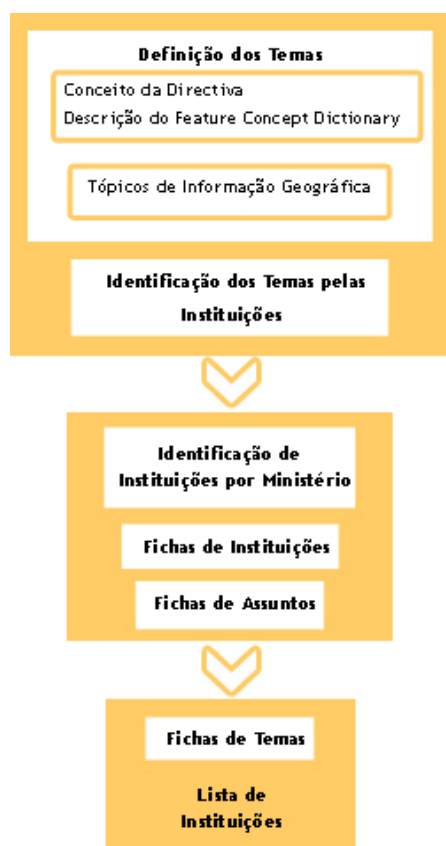 Definição dos Temas
Conceito da Directiva
Descrição do Feature Concept Dictionary
Tópicos de Informação Geográfica
Identificação dos Temas pelas
Instituições
Identificação de
Instituições por Ministério
Fichas de Instituições
Fichas de Assuntos
Fichas de Temas
Lista de
Instituições